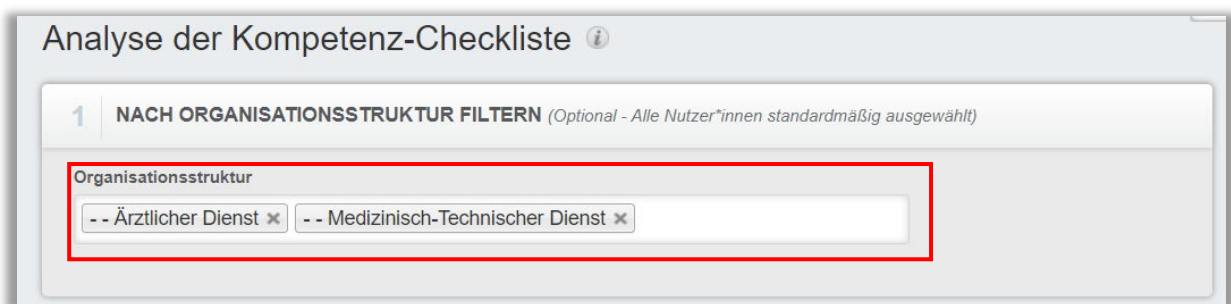 Analyse der Kompetenz-Checkliste i
1 NACH ORGANISATIONSSTRUKTUR FILTERN (Optional - Alle Nutzer*innen standardmäßig ausgewählt)
Organisationsstruktur
- - Ärztlicher Dienst × - - Medizinisch-Technischer Dienst ×